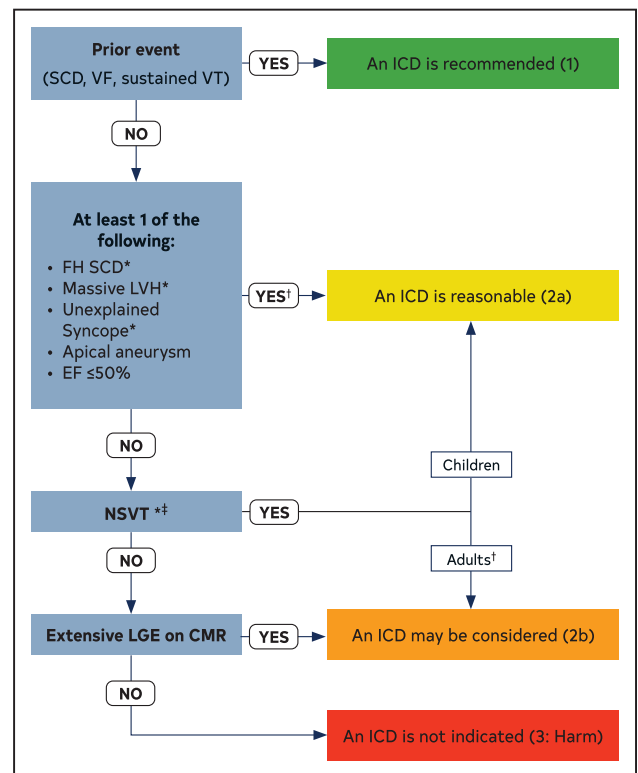 Prior event
(SCD, VF, sustained VT)
YES
An ICD is recommended (1)
NO
At least 1 of the
following:
• FH SCD*
• Massive LVH*
• Unexplained
Syncope*
• Apical aneurysm
• EF ≤50%
YES†
An ICD is reasonable (2a)
NO
Children
NSVT *‡
YES
NO
Adults†
Extensive LGE on CMR
YES
An ICD may be considered (2b)
NO
An ICD is not indicated (3: Harm)